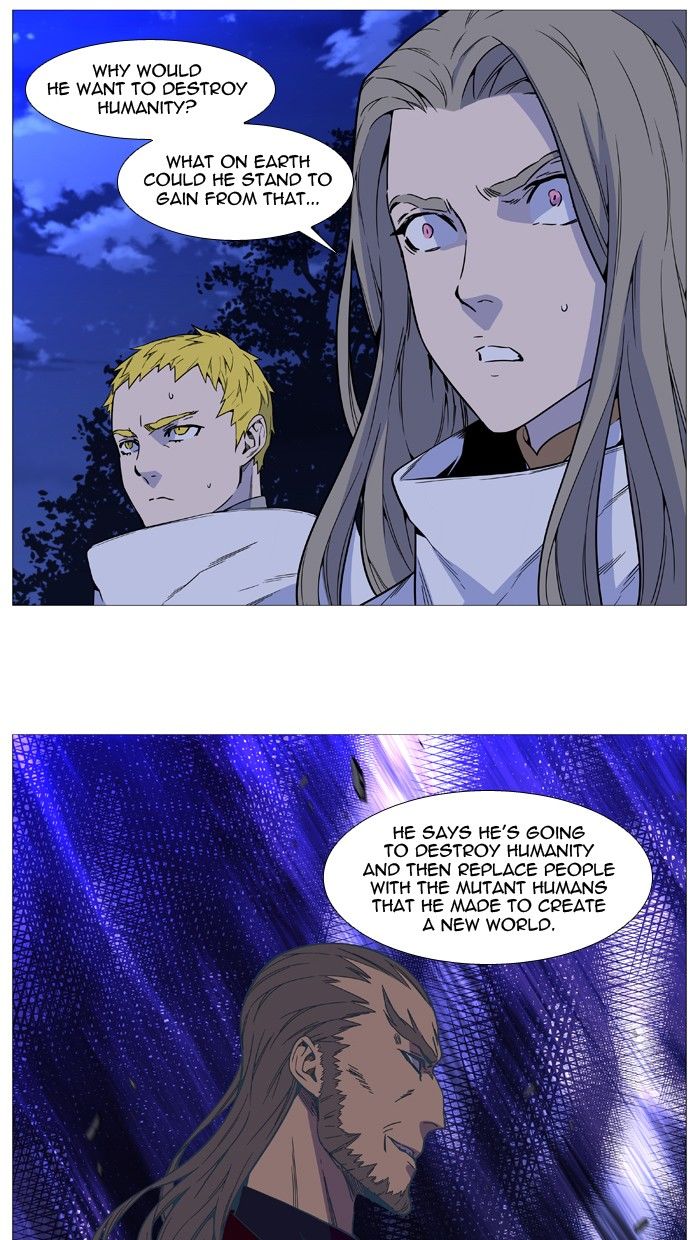 WHY WOULD
HE WANT TO DESTROY
HUMANITY?
WHAT ON EARTH
COULD HE STAND TO
GAIN FROM THAT...
HE SAYS HE'S GOING
TO DESTROY HUMANITY
AND THEN REPLACE PEOPLE
WITH THE MUTANT HUMANS
THAT HE MADE TO CREATE
A NEW WORLD.